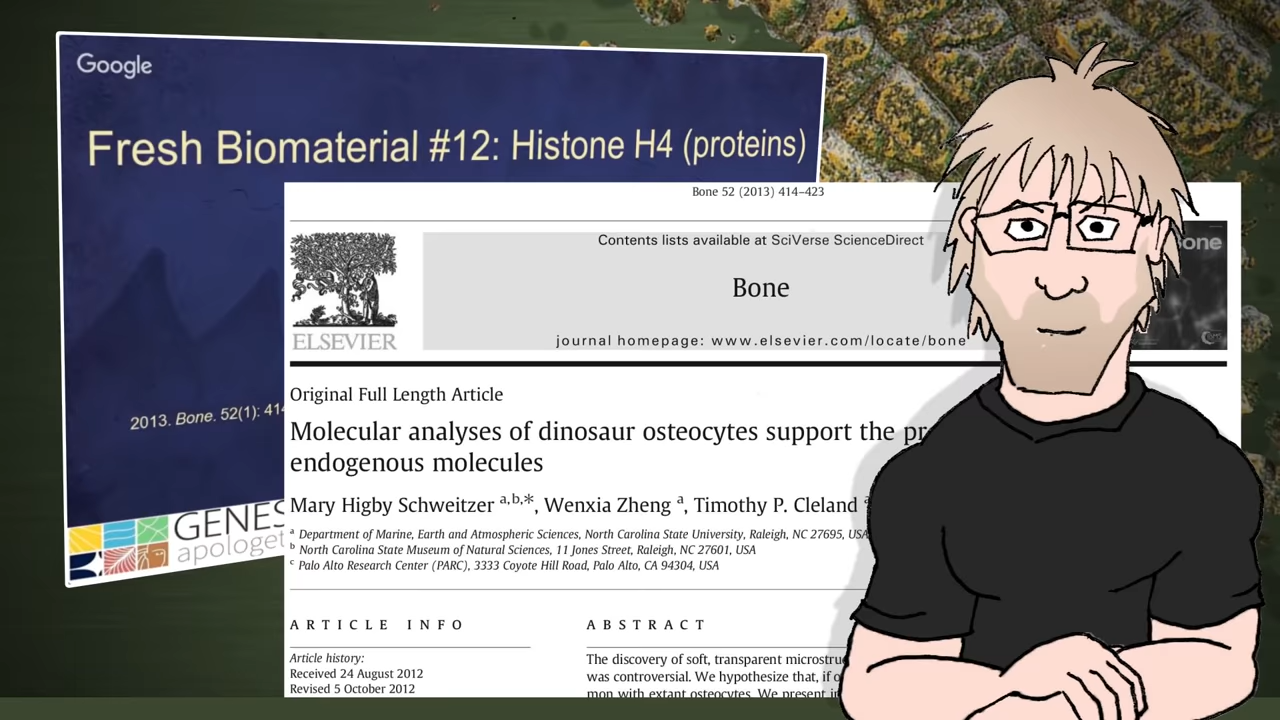 Google
Fresh Biomaterial #12: Histone H4 (proteins)
2013. Bone. 52(1):
GENES
apologet
Bone 52 (2013) 414–423
Contents lists available at SciVerse ScienceDirect
Bone
journal homepage: www.elsevier.com/locate/bone
ELSEVIER
Original Full Length Article
Molecular analyses of dinosaur osteocytes support the
endogenous molecules
Mary Higby Schweitzer a,b,*, Wenxia Zheng a, Timothy P. Cleland
a Department of Marine, Earth and Atmospheric Sciences, North Carolina State University, Raleigh, NC 27695, USA
b North Carolina State Museum of Natural Sciences, 11 Jones Street, Raleigh, NC 27601, USA
c Palo Alto Research Center (PARC), 3333 Coyote Hill Road, Palo Alto, CA 94304, USA
ARTICLE INFO
Article history:
Received 24 August 2012
Revised 5 October 2012
ABSTRACT
The discovery of soft, transparent
was controversial. We hypothesize that, if
mon with extant osteocytes. We present